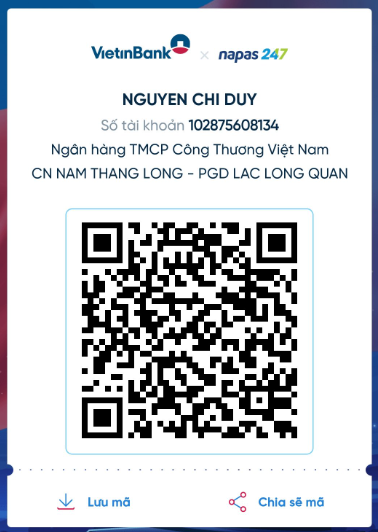 VietinBank × napas 247
NGUYEN CHI DUY
Số tài khoản 102875608134
Ngân hàng TMCP Công Thương Việt Nam
CN NAM THANG LONG - PGD LAC LONG QUAN
Lưu mã
Chia sẽ mã